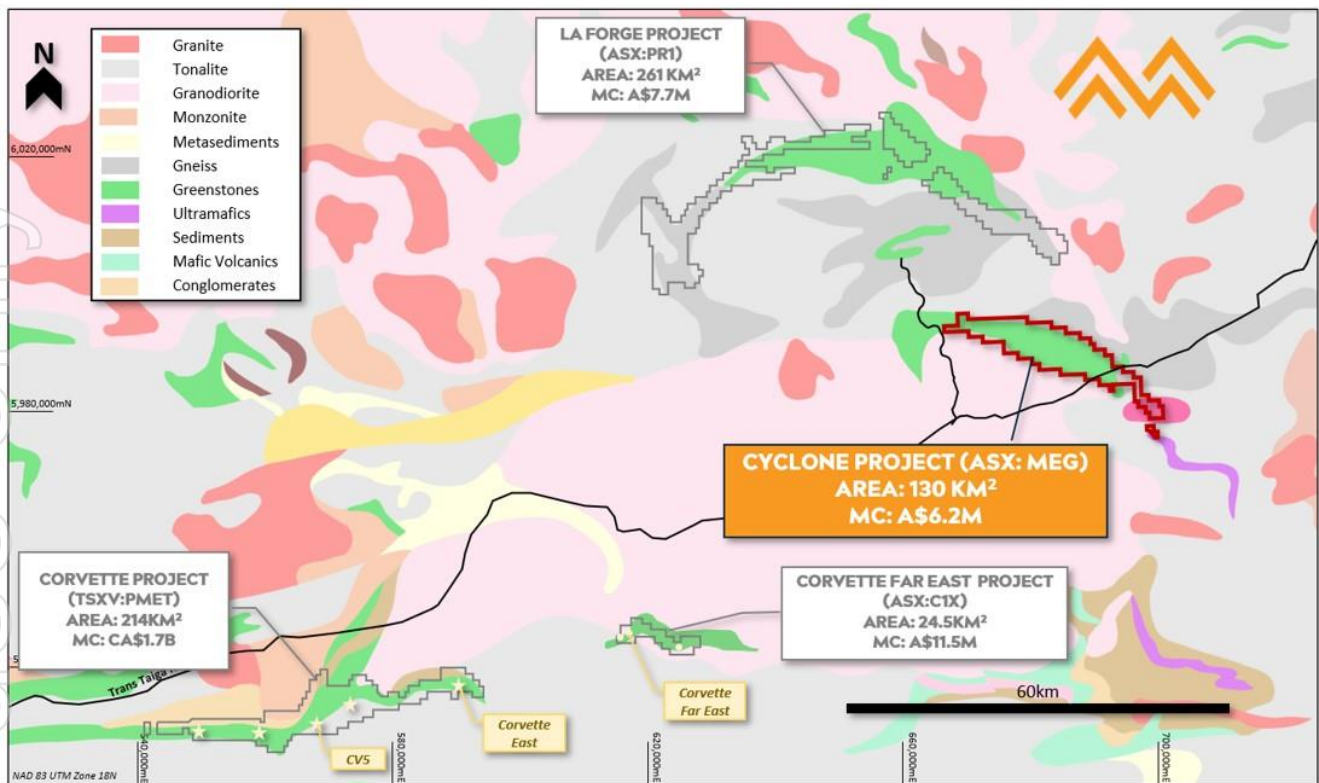 N
Granite
Tonalite
Granodiorite
Monzonite
Metasediments
Gneiss
Greenstones
Ultramafics
Sediments
Mafic Volcanics
Conglomerates
LA FORGE PROJECT
(ASX:PR1)
AREA: 261 KM²
MC: A$7.7M
6,020,000mN
5,980,000mN
CYCLONE PROJECT (ASX: MEG)
AREA: 130 KM²
MC: A$6.2M
CORVETTE PROJECT
(TSXV:PMET)
AREA: 214KM²
MC: CA$1.7B
CORVETTE FAR EAST PROJECT
(ASX:C1X)
AREA: 24.5KM²
MC: A$11.5M
Trans Taiga
60km
Corvette
Far East
Corvette
East
CV5
540,000mE
580,000mE
620,000mE
660,000mE
700,000mE
NAD 83 UTM Zone 18N